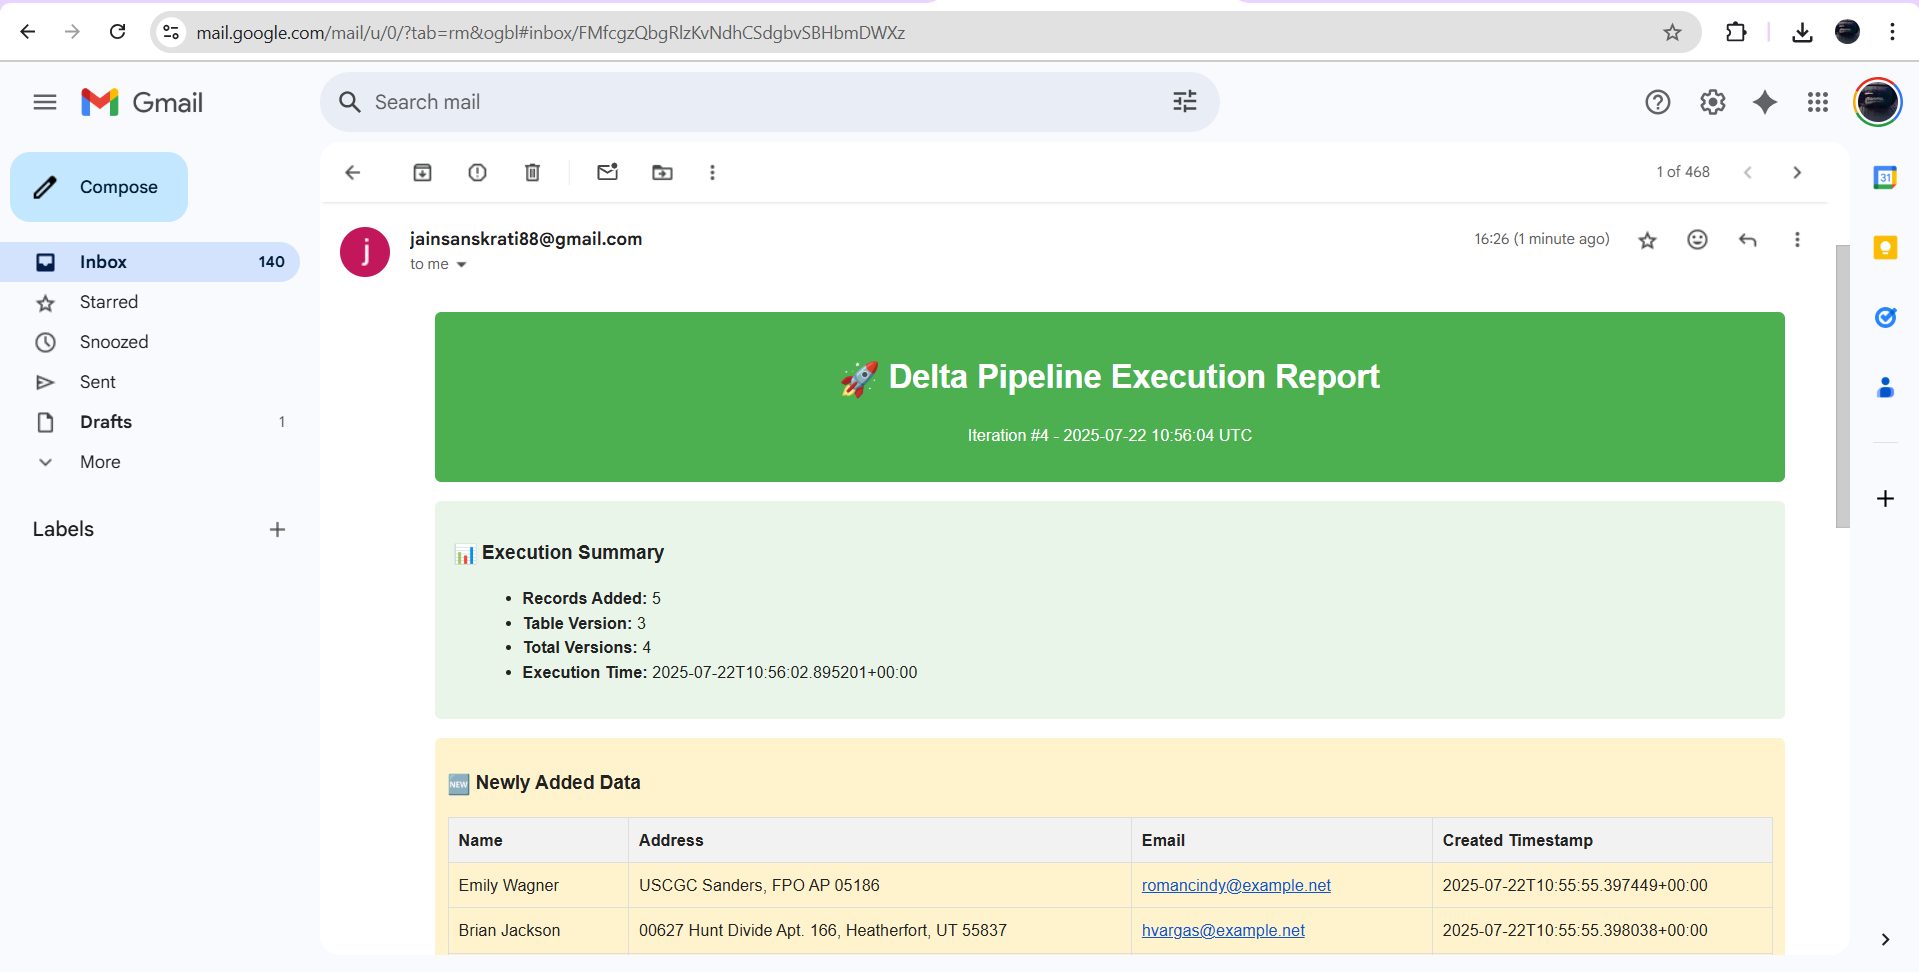 mail.google.com/mail/u/0/?tab=rm&ogbl#inbox/FMfcgzQbgRlzKvNdhCSdgbvSBHbmDWXz
Gmail
Search mail
Compose
1 of 468
Inbox 140
Starred
Snoozed
Sent
Drafts 1
More
Labels
31
j
jainsanskrati88@gmail.com
to me
16:26 (1 minute ago)
🚀 Delta Pipeline Execution Report
Iteration #4 - 2025-07-22 10:56:04 UTC
📊 Execution Summary
• Records Added: 5
• Table Version: 3
• Total Versions: 4
• Execution Time: 2025-07-22T10:56:02.895201+00:00
🆕 Newly Added Data
Name Address Email Created Timestamp
Emily Wagner USCGC Sanders, FPO AP 05186 romancindy@example.net 2025-07-22T10:55:55.397449+00:00
Brian Jackson 00627 Hunt Divide Apt. 166, Heatherfort, UT 55837 hvargas@example.net 2025-07-22T10:55:55.398038+00:00